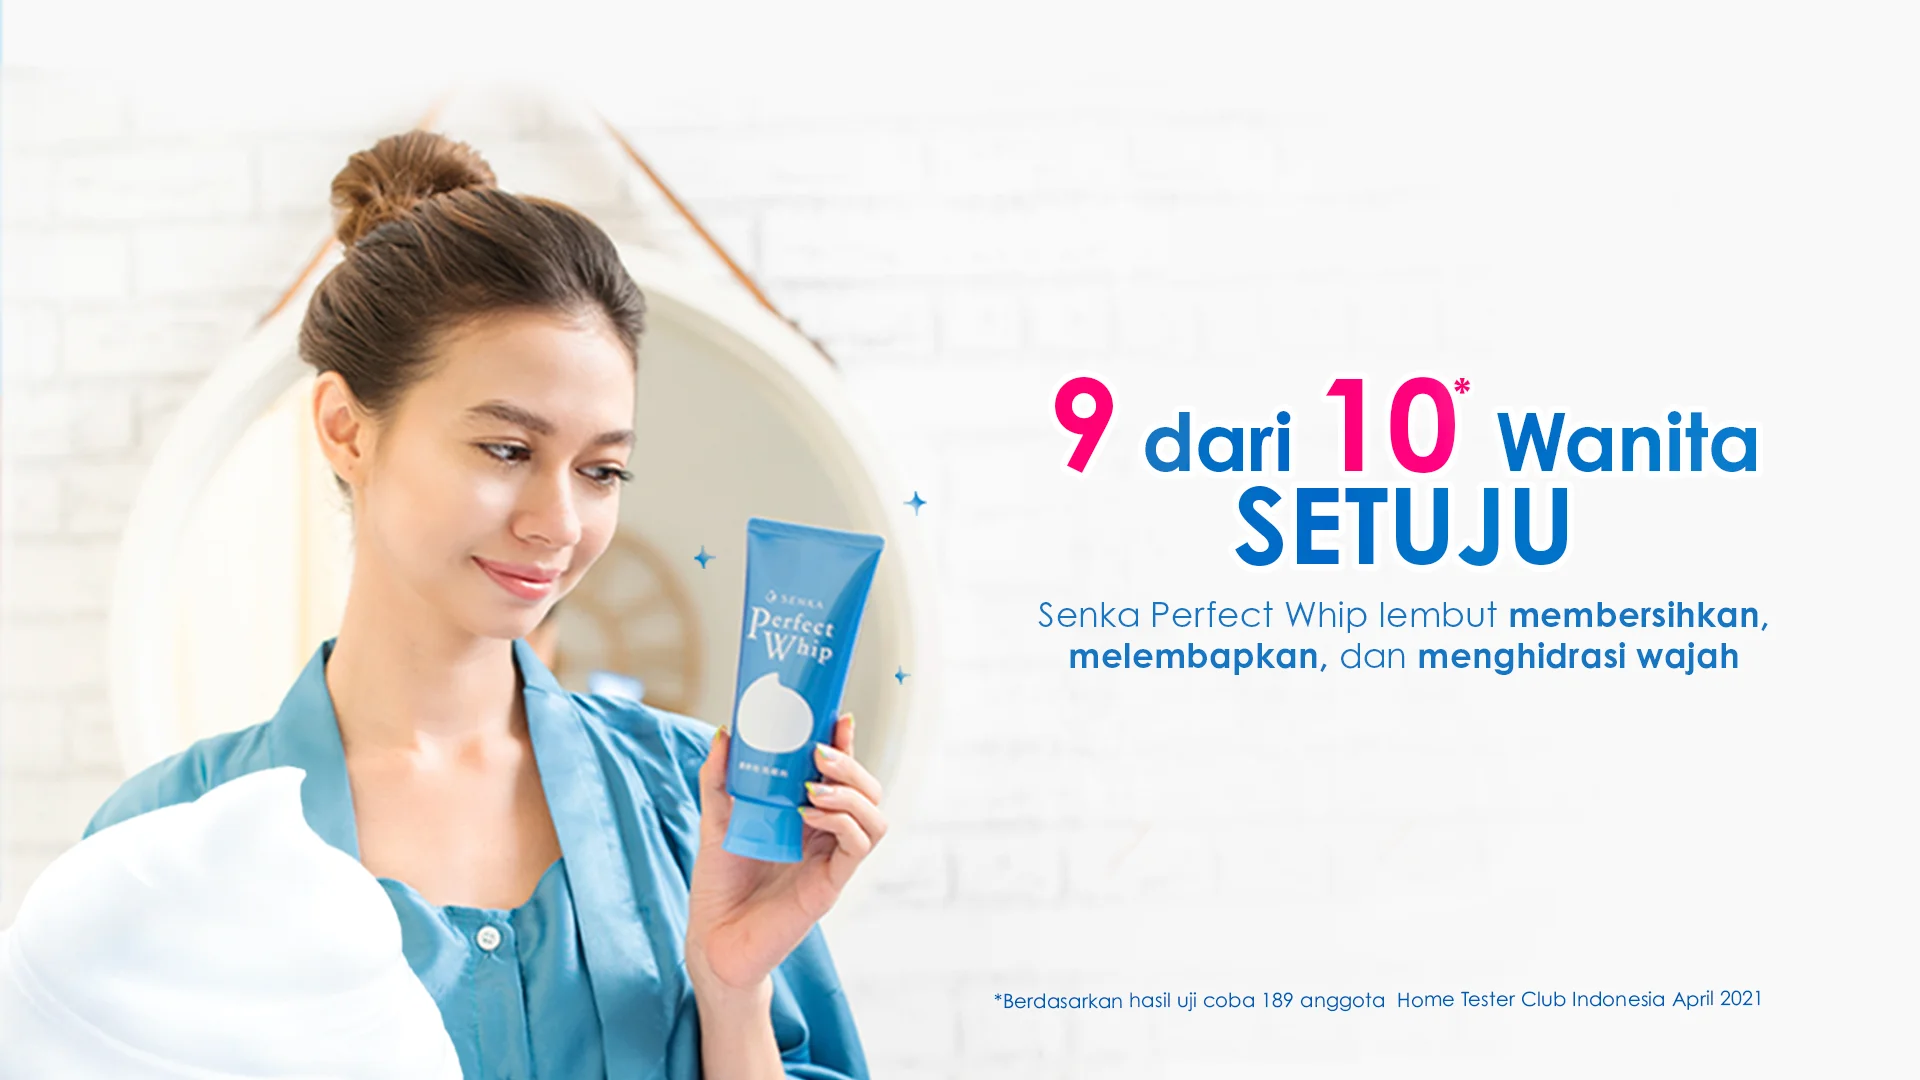 SENKA
Perfect
Whip
9 dari 10* Wanita
SETUJU
Senka Perfect Whip lembut membersihkan,
melembapkan, dan menghidrasi wajah
*Berdasarkan hasil uji coba 189 anggota Home Tester Club Indonesia April 2021